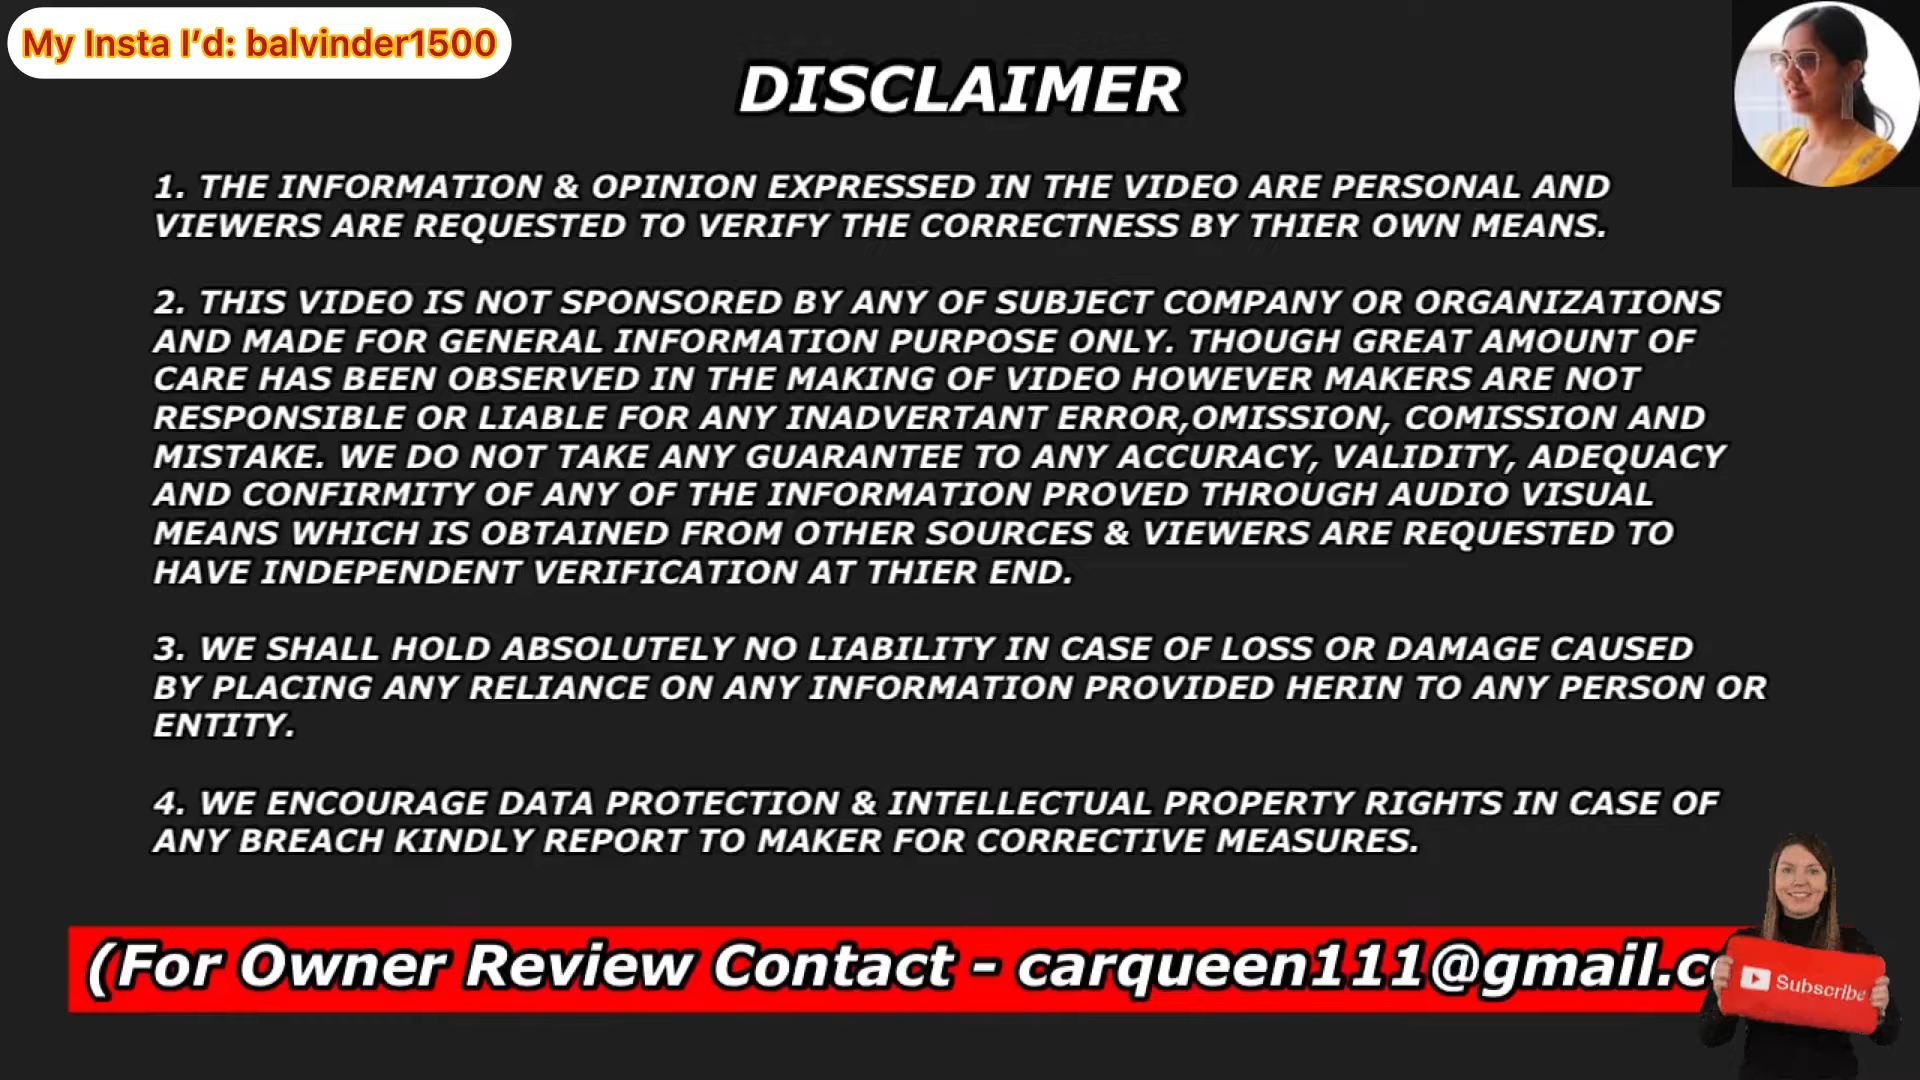 My Insta I'd: balvinder1500
DISCLAIMER
1. THE INFORMATION & OPINION EXPRESSED IN THE VIDEO ARE PERSONAL AND
VIEWERS ARE REQUESTED TO VERIFY THE CORRECTNESS BY THIER OWN MEANS.
2. THIS VIDEO IS NOT SPONSORED BY ANY OF SUBJECT COMPANY OR ORGANIZATIONS
AND MADE FOR GENERAL INFORMATION PURPOSE ONLY. THOUGH GREAT AMOUNT OF
CARE HAS BEEN OBSERVED IN THE MAKING OF VIDEO HOWEVER MAKERS ARE NOT
RESPONSIBLE OR LIABLE FOR ANY INADVERTANT ERROR,OMISSION, COMISSION AND
MISTAKE. WE DO NOT TAKE ANY GUARANTEE TO ANY ACCURACY, VALIDITY, ADEQUACY
AND CONFIRMITY OF ANY OF THE INFORMATION PROVED THROUGH AUDIO VISUAL
MEANS WHICH IS OBTAINED FROM OTHER SOURCES & VIEWERS ARE REQUESTED TO
HAVE INDEPENDENT VERIFICATION AT THIER END.
3. WE SHALL HOLD ABSOLUTELY NO LIABILITY IN CASE OF LOSS OR DAMAGE CAUSED
BY PLACING ANY RELIANCE ON ANY INFORMATION PROVIDED HERIN TO ANY PERSON OR
ENTITY.
4. WE ENCOURAGE DATA PROTECTION & INTELLECTUAL PROPERTY RIGHTS IN CASE OF
ANY BREACH KINDLY REPORT TO MAKER FOR CORRECTIVE MEASURES.
(For Owner Review Contact - carqueen111@gmail.c
Subscribe